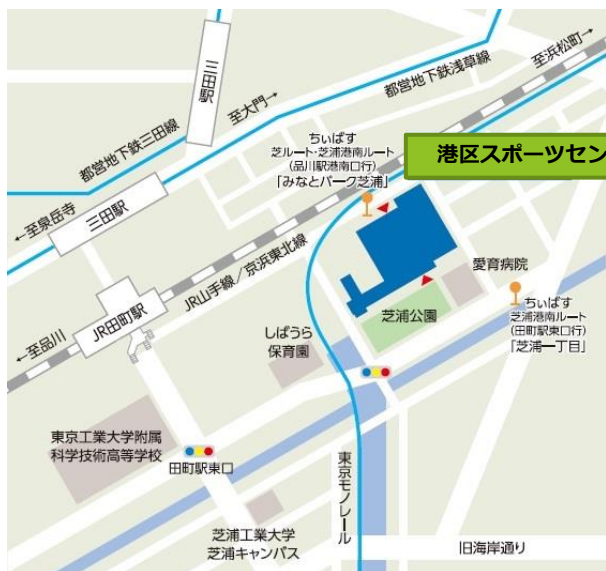 三田駅
都営地下鉄浅草線
至浜松町→
至大門→
都営地下鉄三田線
ちぃばす
芝ルート・芝浦港南ルート
(品川駅港南口行)
「みなとパーク芝浦」
港区スポーツセン
三田駅
←至泉岳寺
JR山手線/京浜東北線
愛育病院
JR田町駅
芝浦公園
ちぃばす
芝浦港南ルート
(田町駅東口行)
「芝浦一丁目」
←至品川
しばうら
保育園
東京工業大学附属
科学技術高等学校
田町駅東口
東京モノレール
芝浦工業大学
芝浦キャンパス
旧海岸通り